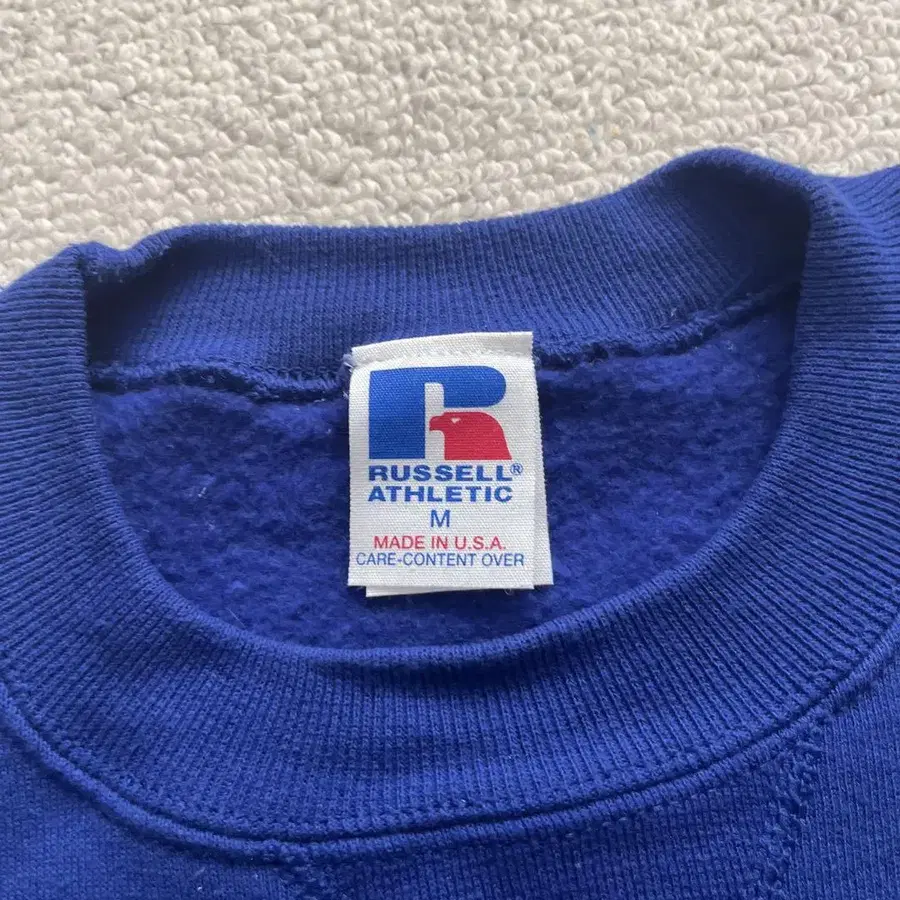 RUSSELL®
ATHLETIC
M
MADE IN U.S.A.
CARE-CONTENT OVER